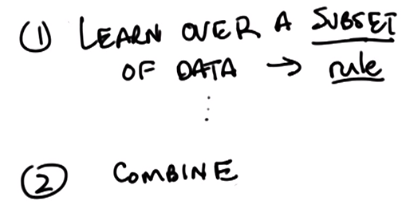 (1) LEARN OVER A SUBSET
OF DATA → rule
⋮
(2) COMBINE